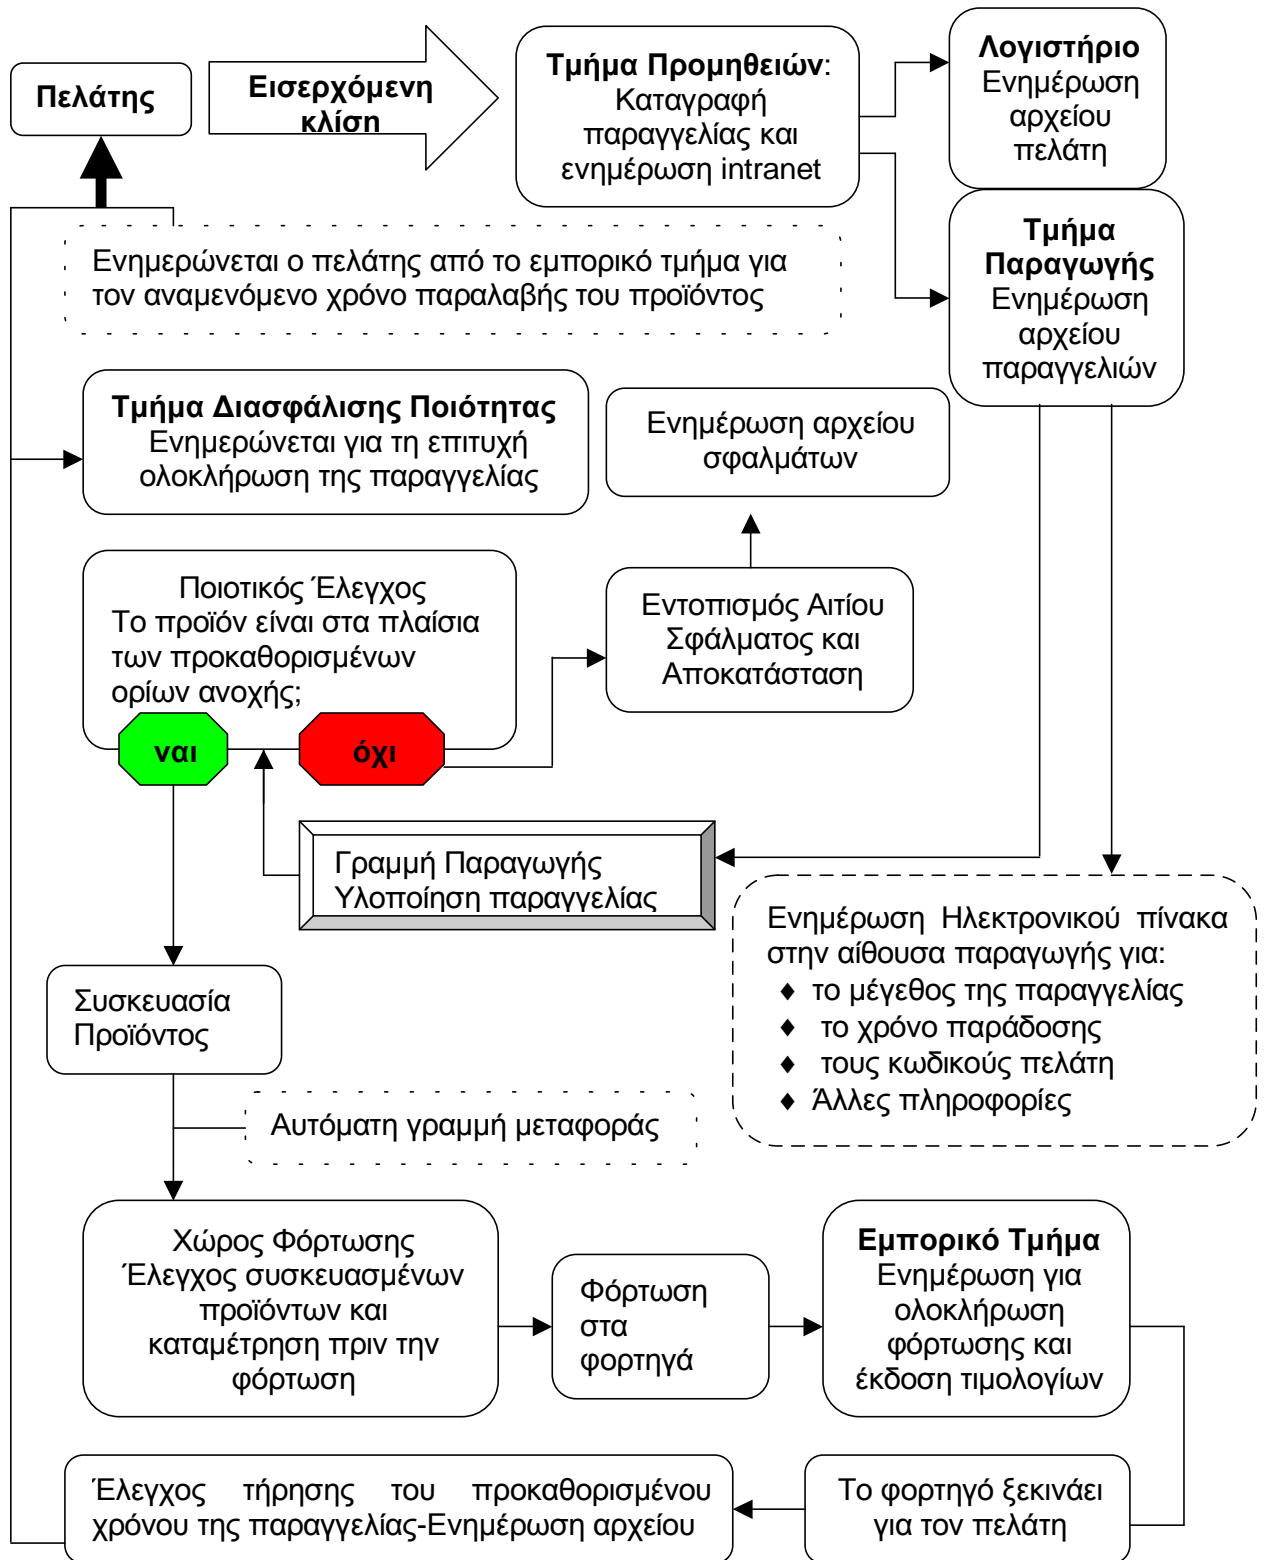 Πελάτης
Εισερχόμενη
κλίση
Τμήμα Προμηθειών:
Καταγραφή
παραγγελίας και
ενημέρωση intranet
Λογιστήριο
Ενημέρωση
αρχείου
πελάτη
Τμήμα
Παραγωγής
Ενημέρωση
αρχείου
παραγγελιών
Ενημερώνεται ο πελάτης από το εμπορικό τμήμα για
τον αναμενόμενο χρόνο παραλαβής του προϊόντος
Τμήμα Διασφάλισης Ποιότητας
Ενημερώνεται για τη επιτυχή
ολοκλήρωση της παραγγελίας
Ενημέρωση αρχείου
σφαλμάτων
Ποιοτικός Έλεγχος
Το προϊόν είναι στα πλαίσια
των προκαθορισμένων
ορίων ανοχής;
ναι
όχι
Εντοπισμός Αιτίου
Σφάλματος και
Αποκατάσταση
Γραμμή Παραγωγής
Υλοποίηση παραγγελίας
Ενημέρωση Ηλεκτρονικού πίνακα
στην αίθουσα παραγωγής για:
♦ το μέγεθος της παραγγελίας
♦ το χρόνο παράδοσης
♦ τους κωδικούς πελάτη
♦ Άλλες πληροφορίες
Συσκευασία
Προϊόντος
Αυτόματη γραμμή μεταφοράς
Χώρος Φόρτωσης
Έλεγχος συσκευασμένων
προϊόντων και
καταμέτρηση πριν την
φόρτωση
Φόρτωση
στα
φορτηγά
Εμπορικό Τμήμα
Ενημέρωση για
ολοκλήρωση
φόρτωσης και
έκδοση τιμολογίων
Έλεγχος τήρησης του προκαθορισμένου
χρόνου της παραγγελίας-Ενημέρωση αρχείου
Το φορτηγό ξεκινάει
για τον πελάτη